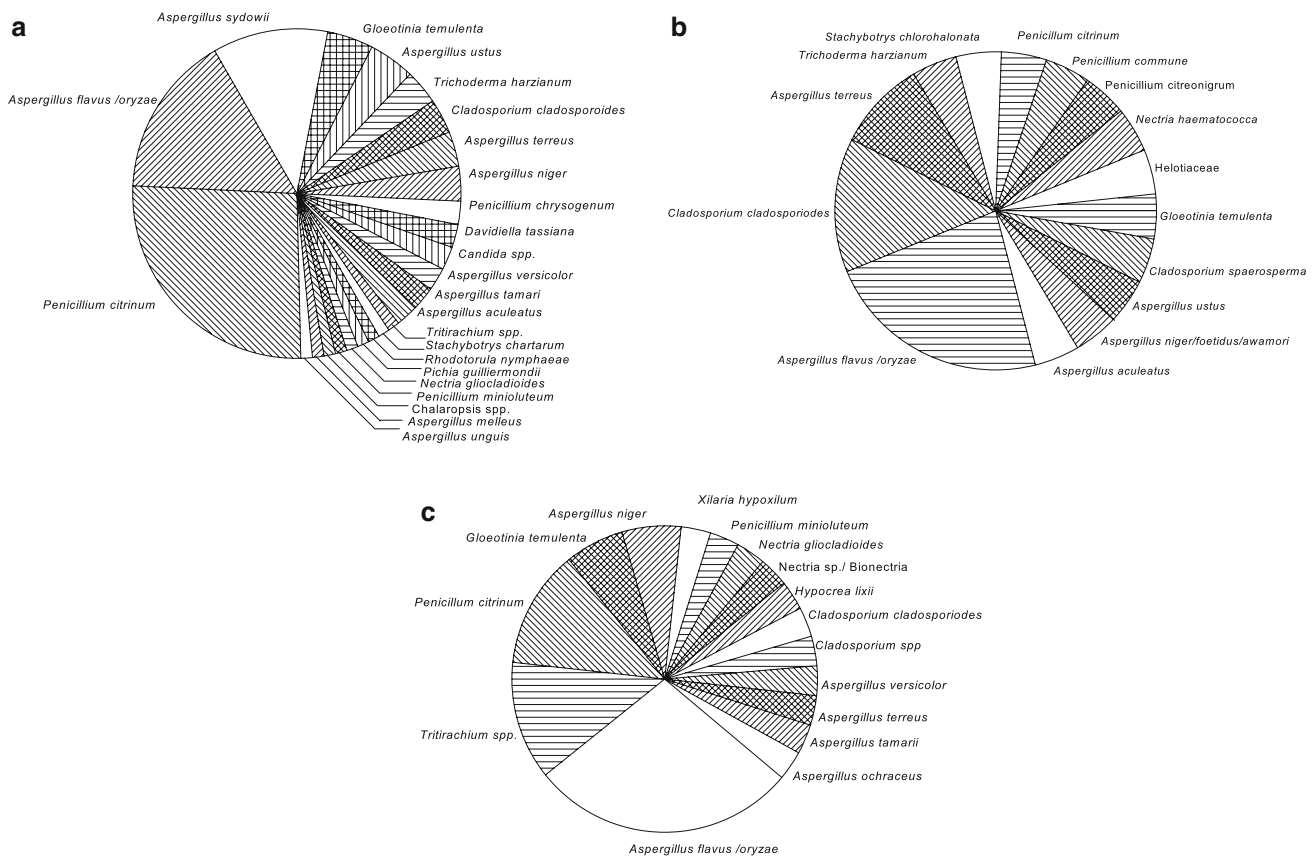 a
Aspergillus sydowii
Gloeotinia temulenta
Aspergillus ustus
Trichoderma harzianum
Cladosporium cladosporoides
Aspergillus terreus
Aspergillus niger
Penicillium chrysogenum
Davidiella tassiana
Candida spp.
Aspergillus versicolor
Aspergillus tamari
Aspergillus aculeatus
Tritirachium spp.
Stachybotrys chartarum
Rhodotorula nymphaeae
Pichia guilliermondii
Nectria gliocladioides
Penicillium minioluteum
Chalaropsis spp.
Aspergillus melleus
Aspergillus unguis
Penicillium citrinum
Aspergillus flavus /oryzae
b
Stachybotrys chlorohalonata
Penicillum citrinum
Penicillium commune
Penicillium citreonigrum
Nectria haematococca
Helotiaceae
Gloeotinia temulenta
Cladosporium spaerosperma
Aspergillus ustus
Aspergillus niger/foetidus/awamori
Aspergillus aculeatus
Aspergillus flavus /oryzae
Cladosporium cladosporiodes
Aspergillus terreus
Trichoderma harzianum
c
Xilaria hypoxilum
Penicillium minioluteum
Nectria gliocladioides
Nectria sp./ Bionectria
Hypocrea lixii
Cladosporium cladosporiodes
Cladosporium spp
Aspergillus versicolor
Aspergillus terreus
Aspergillus tamarii
Aspergillus ochraceus
Aspergillus flavus /oryzae
Tritirachium spp.
Penicillum citrinum
Gloeotinia temulenta
Aspergillus niger